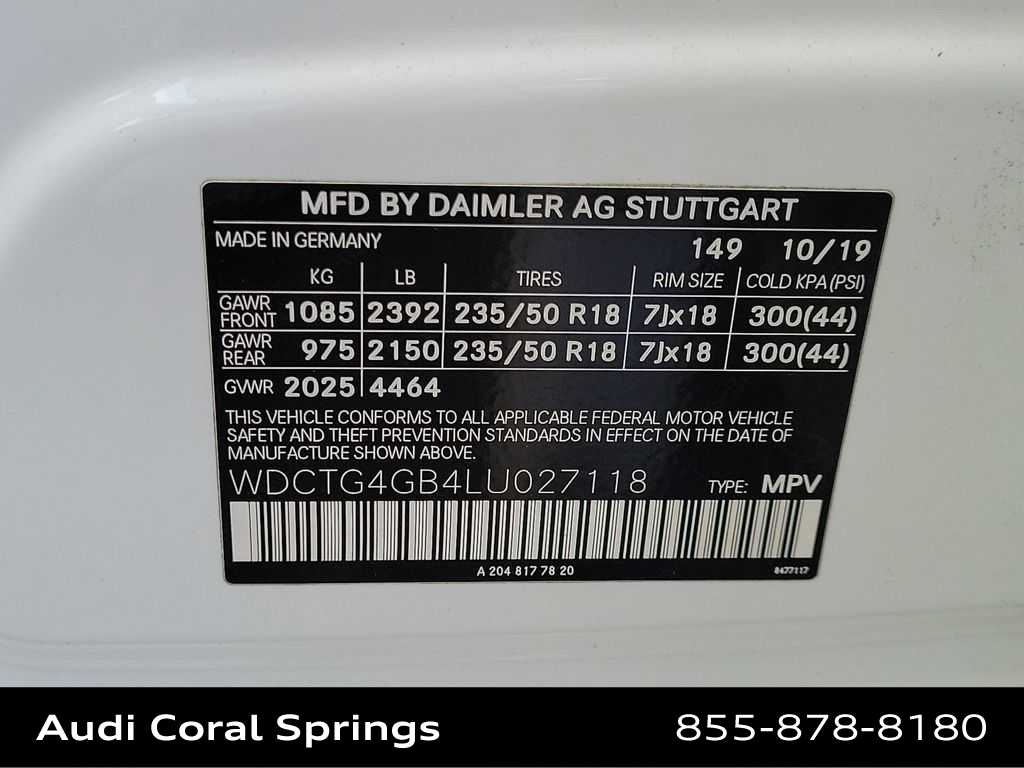 MFD BY DAIMLER AG STUTTGART
MADE IN GERMANY 149 10/19
KG LB TIRES RIM SIZE COLD KPA (PSI)
GAWR FRONT 1085 2392 235/50 R18 7Jx18 300(44)
GAWR REAR 975 2150 235/50 R18 7Jx18 300(44)
GVWR 2025 4464
THIS VEHICLE CONFORMS TO ALL APPLICABLE FEDERAL MOTOR VEHICLE
SAFETY AND THEFT PREVENTION STANDARDS IN EFFECT ON THE DATE OF
MANUFACTURE SHOWN ABOVE.
WDCTG4GB4LU027118 TYPE: MPV
A 204 817 78 20 8477117
Audi Coral Springs 855-878-8180